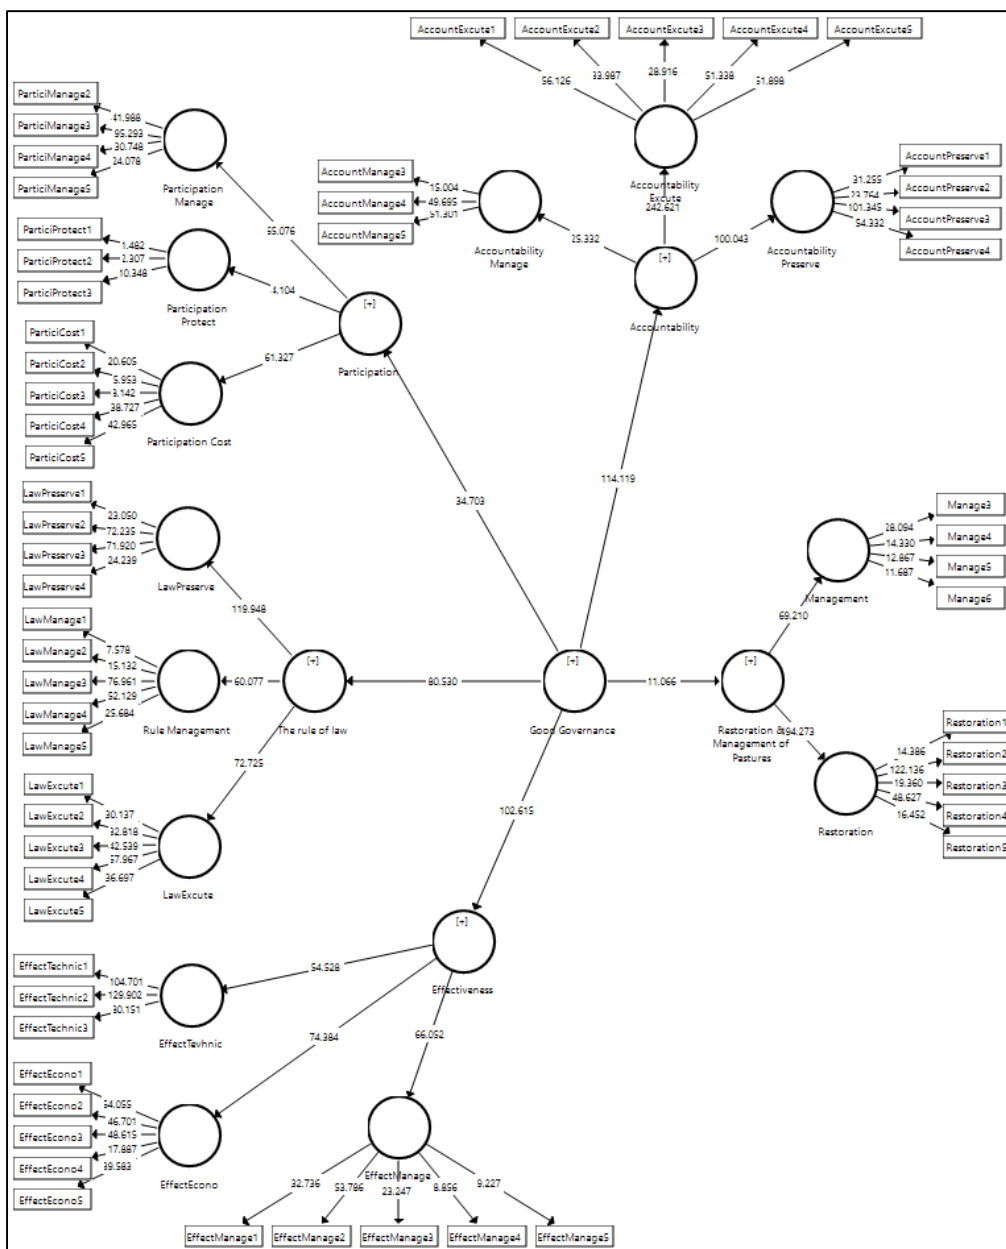 AccountExcute1
AccountExcute2
AccountExcute3
AccountExcute4
AccountExcute5
56.126
28.916
51.338
Accountability
Excute
242.621
ParticiManage2
ParticiManage3
ParticiManage4
ParticiManage5
41.988
95.293
30.748
24.078
Participation
Manage
AccountManage3
AccountManage4
AccountManage5
15.004
49.695
51.301
Accountability
Manage
25.332
AccountPreserve1
AccountPreserve2
AccountPreserve3
AccountPreserve4
31.255
23.764
101.345
54.332
Accountability
Preserve
100.043
[+]
Accountability
55.076
ParticiProtect1
ParticiProtect2
ParticiProtect3
1.482
2.307
10.348
Participation
Protect
4.104
[+]
Participation
61.327
ParticiCost1
ParticiCost2
ParticiCost3
ParticiCost4
ParticiCost5
20.605
5.953
3.142
38.727
42.965
Participation Cost
34.703
114.119
LawPreserve1
LawPreserve2
LawPreserve3
LawPreserve4
23.050
72.235
71.920
24.239
LawPreserve
119.948
Manage3
Manage4
Manage5
Manage6
28.094
14.330
12.867
11.687
Management
69.210
LawManage1
LawManage2
LawManage3
LawManage4
LawManage5
7.578
15.132
76.961
52.129
25.684
Rule Management
60.077
[+]
The rule of law
80.530
[+]
Good Governance
11.066
[+]
Restoration &
Management of
Pastures
194.273
72.725
102.615
Restoration1
Restoration2
Restoration3
Restoration4
Restoration5
14.386
122.136
19.360
48.627
16.452
Restoration
LawExcute1
LawExcute2
LawExcute3
LawExcute4
LawExcute5
30.137
32.818
42.539
57.967
36.697
LawExcute
[+]
Effectiveness
54.528
EffectTechnic1
EffectTechnic2
EffectTechnic3
104.701
129.902
30.151
EffectTevhnic
74.384
66.052
EffectEcono1
EffectEcono2
EffectEcono3
EffectEcono4
EffectEcono5
54.055
46.701
48.615
17.887
39.583
EffectEcono
EffectManage
32.736
53.786
23.247
8.856
9.227
EffectManage1
EffectManage2
EffectManage3
EffectManage4
EffectManage5